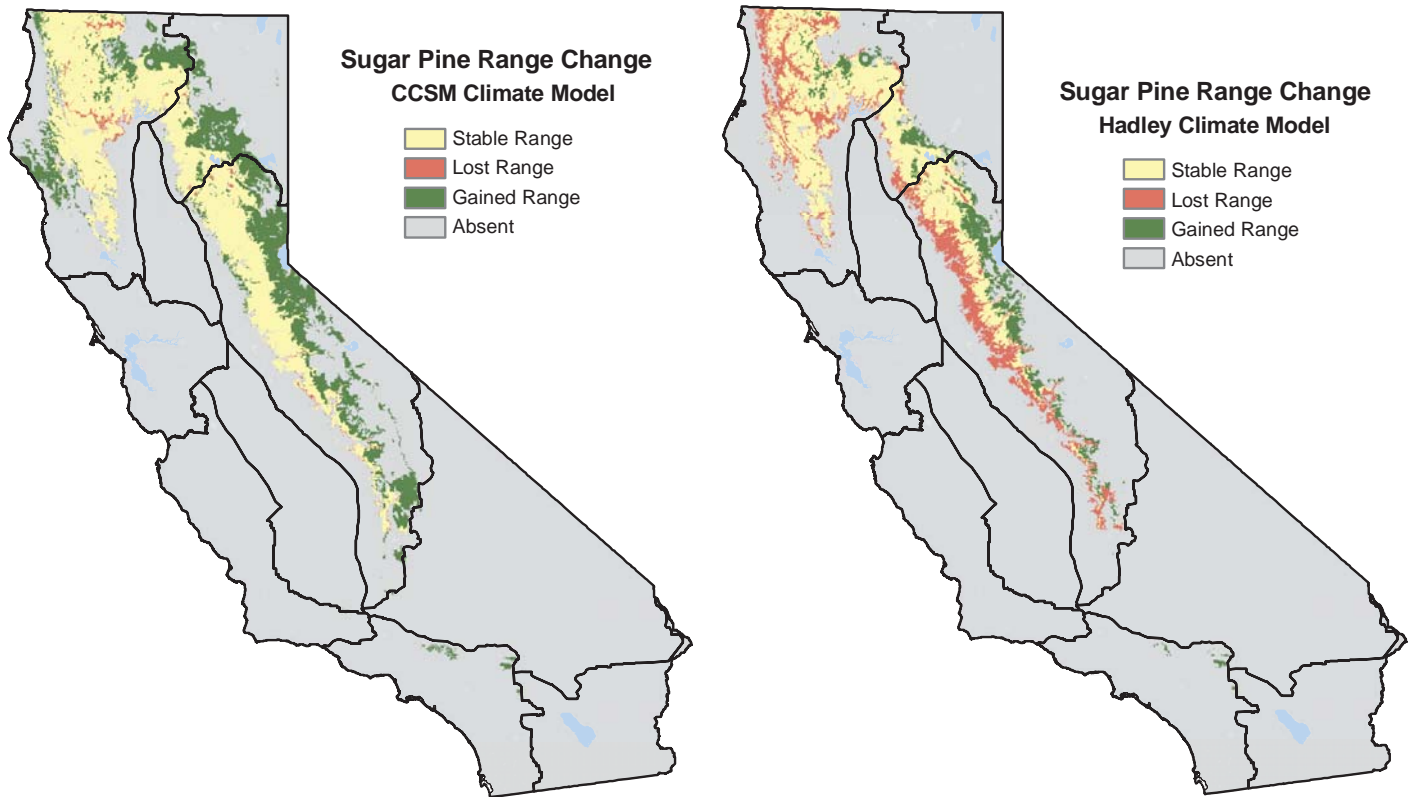 Sugar Pine Range Change
CCSM Climate Model
Stable Range
Lost Range
Gained Range
Absent
Sugar Pine Range Change
Hadley Climate Model
Stable Range
Lost Range
Gained Range
Absent